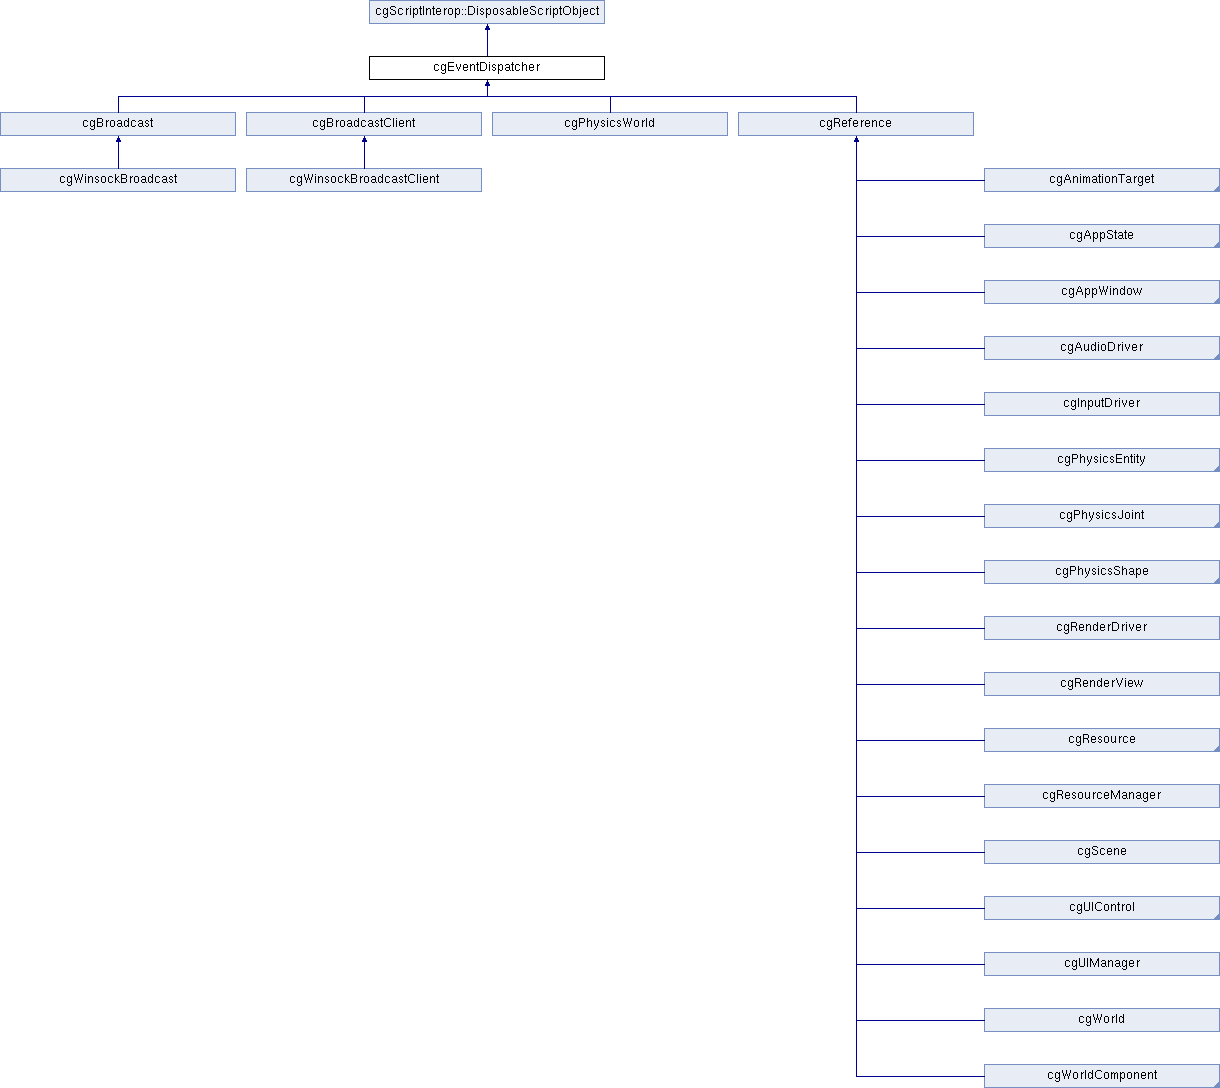 cgScriptInterop::DisposableScriptObject
cgEventDispatcher
cgBroadcast
cgBroadcastClient
cgPhysicsWorld
cgReference
cgWinsockBroadcast
cgWinsockBroadcastClient
cgAnimationTarget
cgAppState
cgAppWindow
cgAudioDriver
cgInputDriver
cgPhysicsEntity
cgPhysicsJoint
cgPhysicsShape
cgRenderDriver
cgRenderView
cgResource
cgResourceManager
cgScene
cgUIControl
cgUIManager
cgWorld
cgWorldComponent